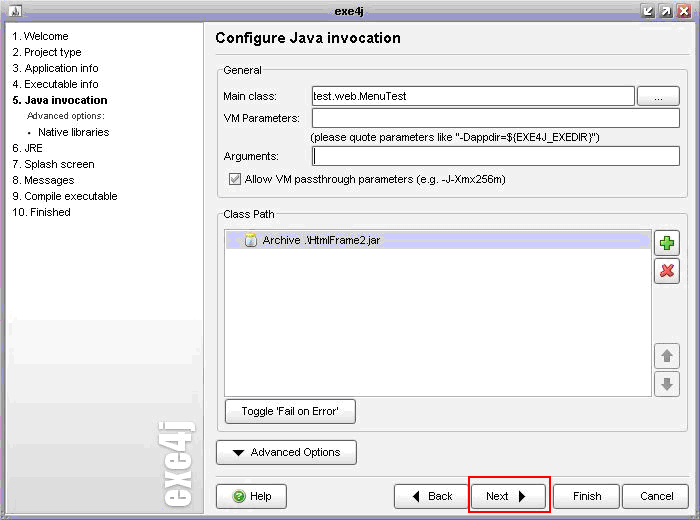 exe4j
1. Welcome
2. Project type
3. Application info
4. Executable info
5. Java invocation
Advanced options:
• Native libraries
6. JRE
7. Splash screen
8. Messages
9. Compile executable
10. Finished
exe4j
Configure Java invocation
General
Main class: test.web.MenuTest ...
VM Parameters:
(please quote parameters like "-Dappdir=${EXE4J_EXEDIR}")
Arguments:
Allow VM passthrough parameters (e.g. -J-Xmx256m)
Class Path
Archive .\HtmlFrame2.jar
Toggle 'Fail on Error'
Advanced Options
Help Back Next Finish Cancel